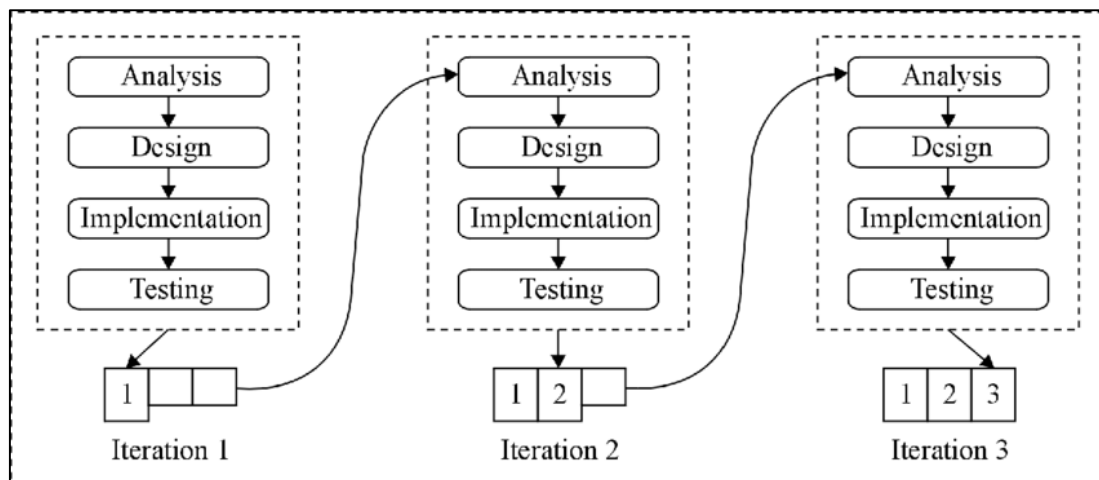 Analysis
Design
Implementation
Testing
1
Iteration 1
Analysis
Design
Implementation
Testing
1 2
Iteration 2
Analysis
Design
Implementation
Testing
1 2 3
Iteration 3